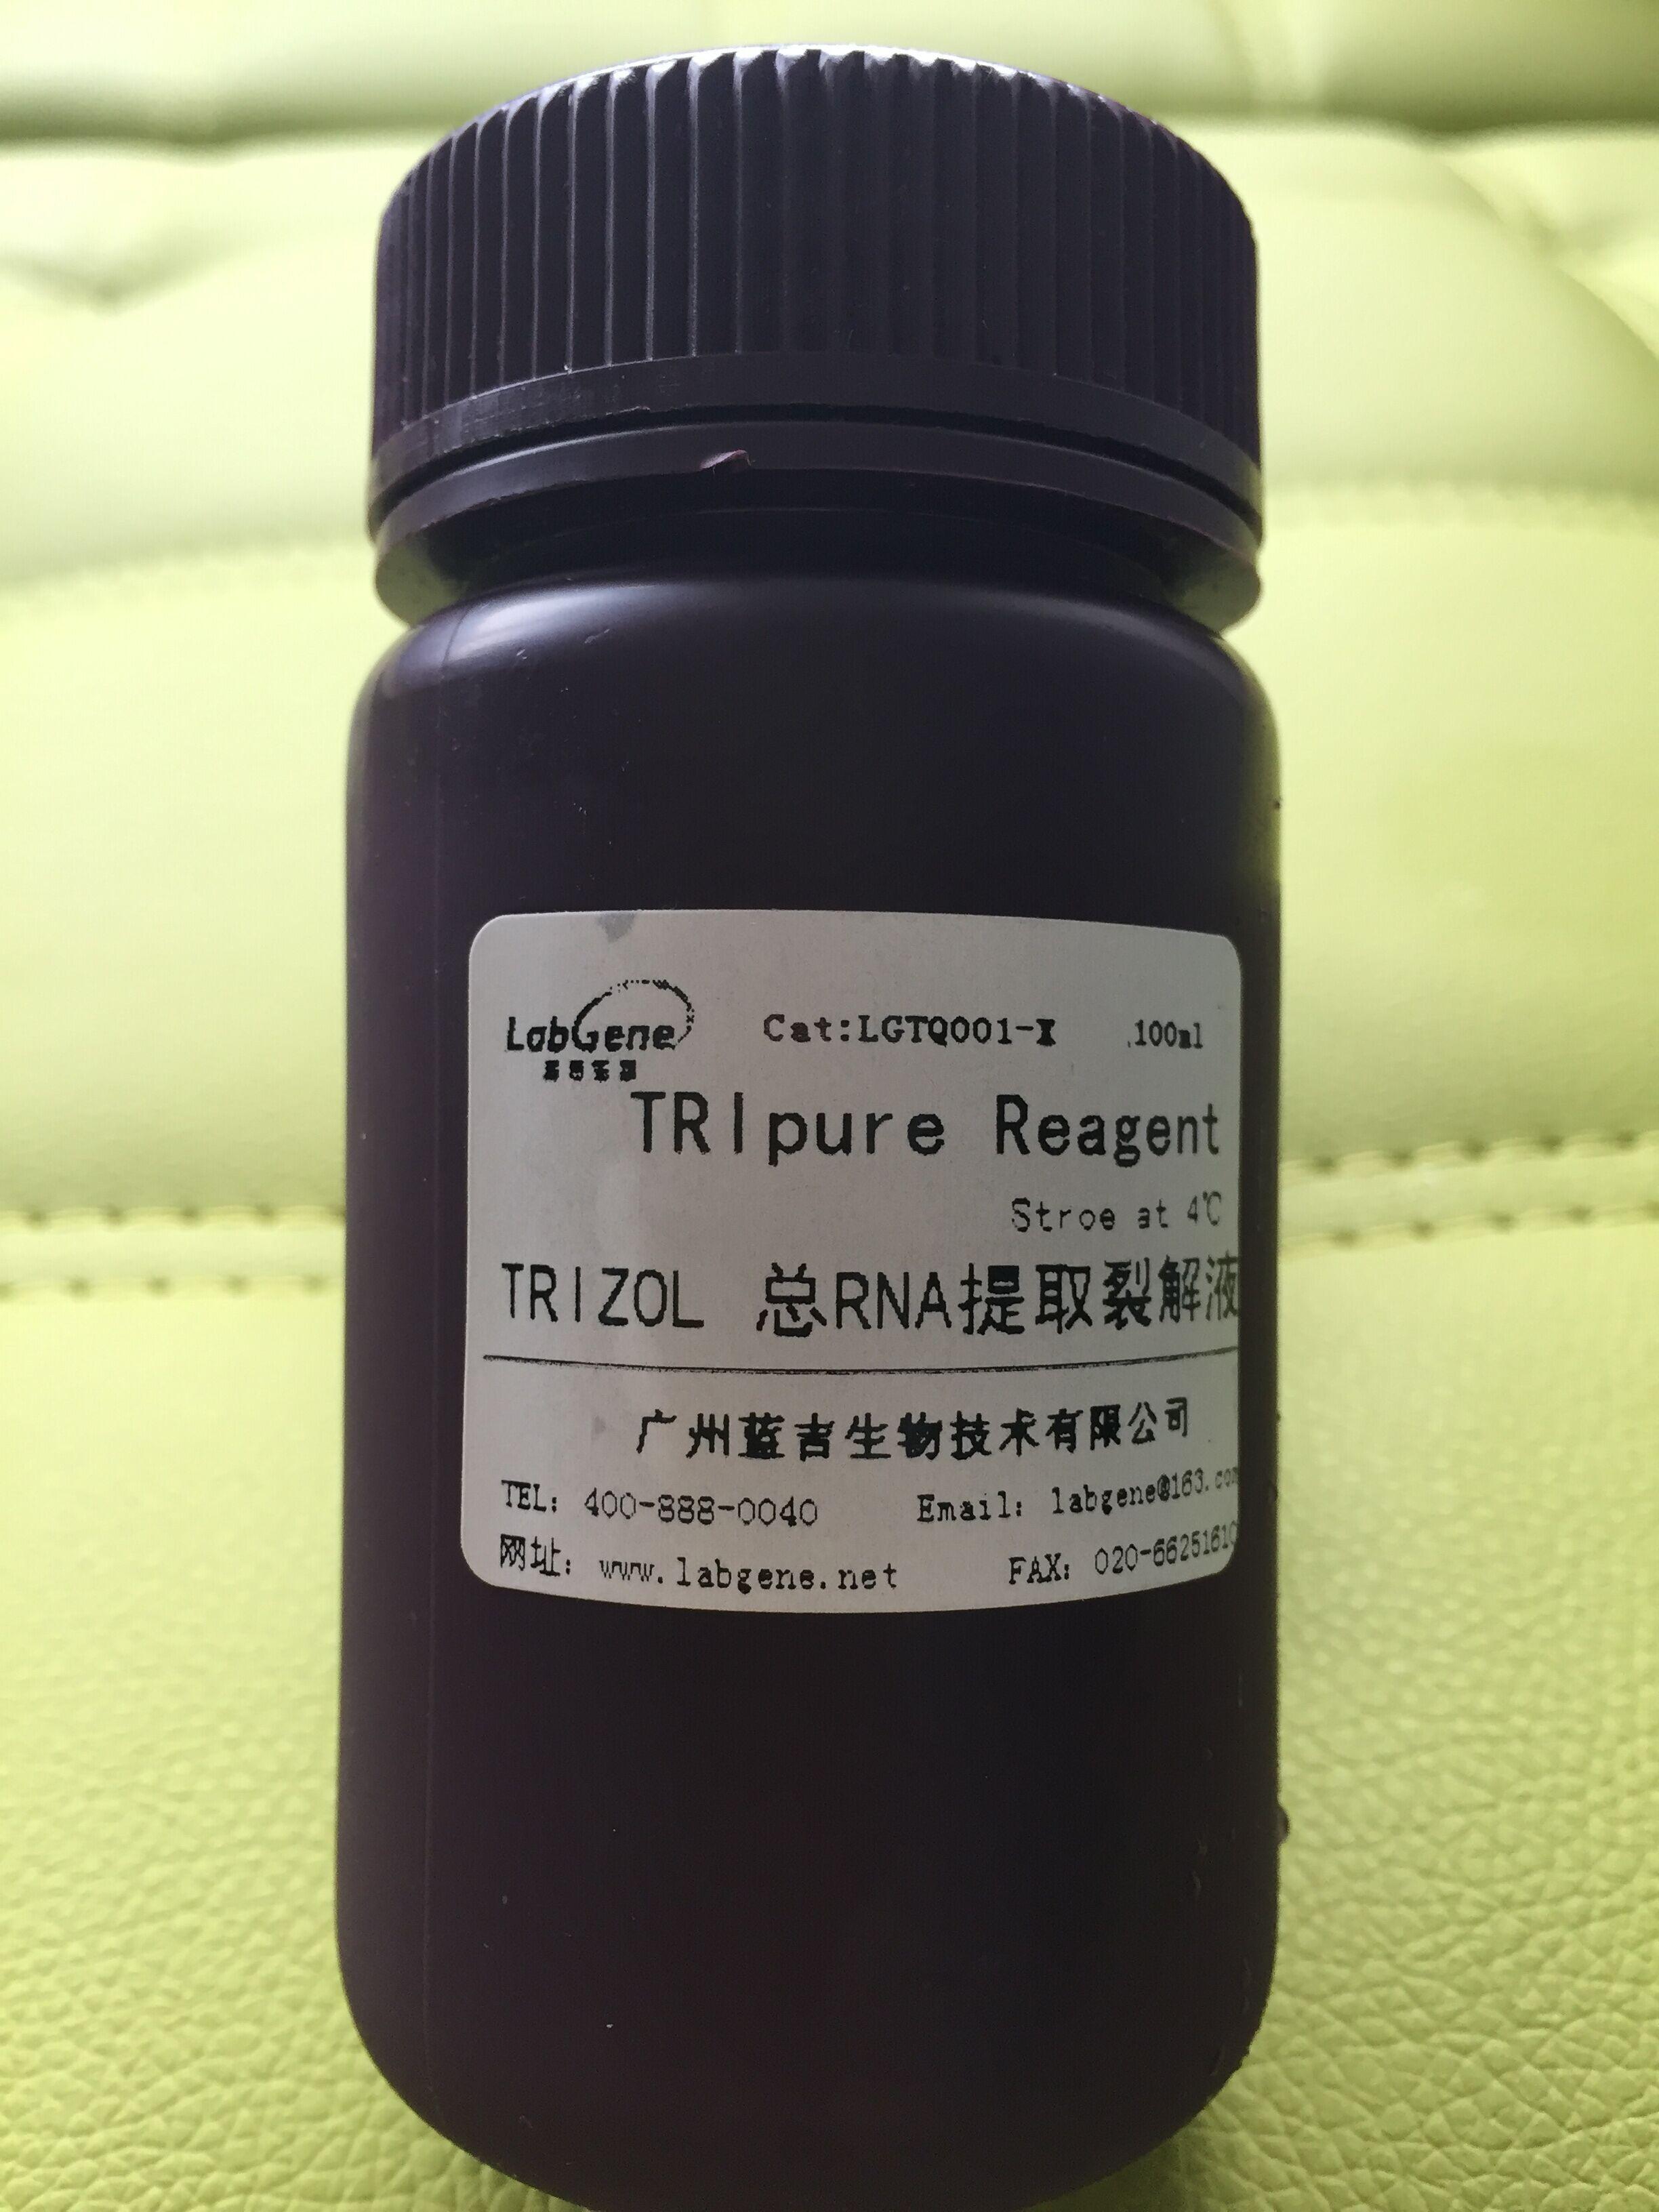 LabGene Cat:LGTQ001-X 100ml
TRIpure Reagent
Stroe at 4℃
TRIZOL 总RNA提取裂解液
广州蓝吉生物技术有限公司
TEL: 400-888-0040 Email: labgene@163.com
网址: www.labgene.net FAX: 020-66251610